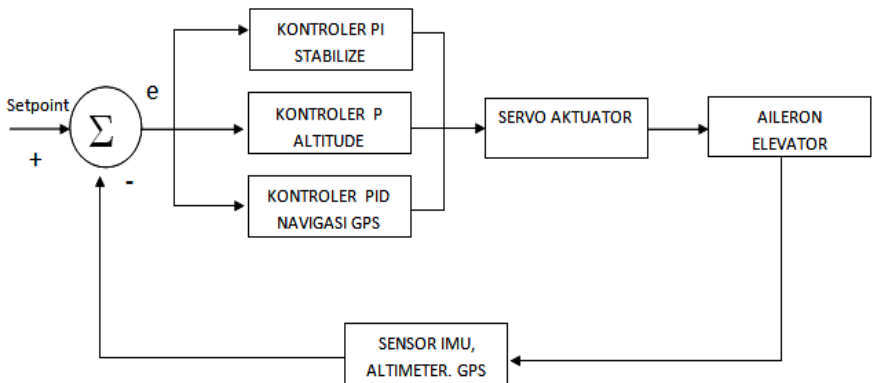 KONTROLER PI
STABILIZE
Setpoint
+
Σ
-
e
KONTROLER P
ALTITUDE
KONTROLER PID
NAVIGASI GPS
SERVO AKTUATOR
AILERON
ELEVATOR
SENSOR IMU,
ALTIMETER. GPS